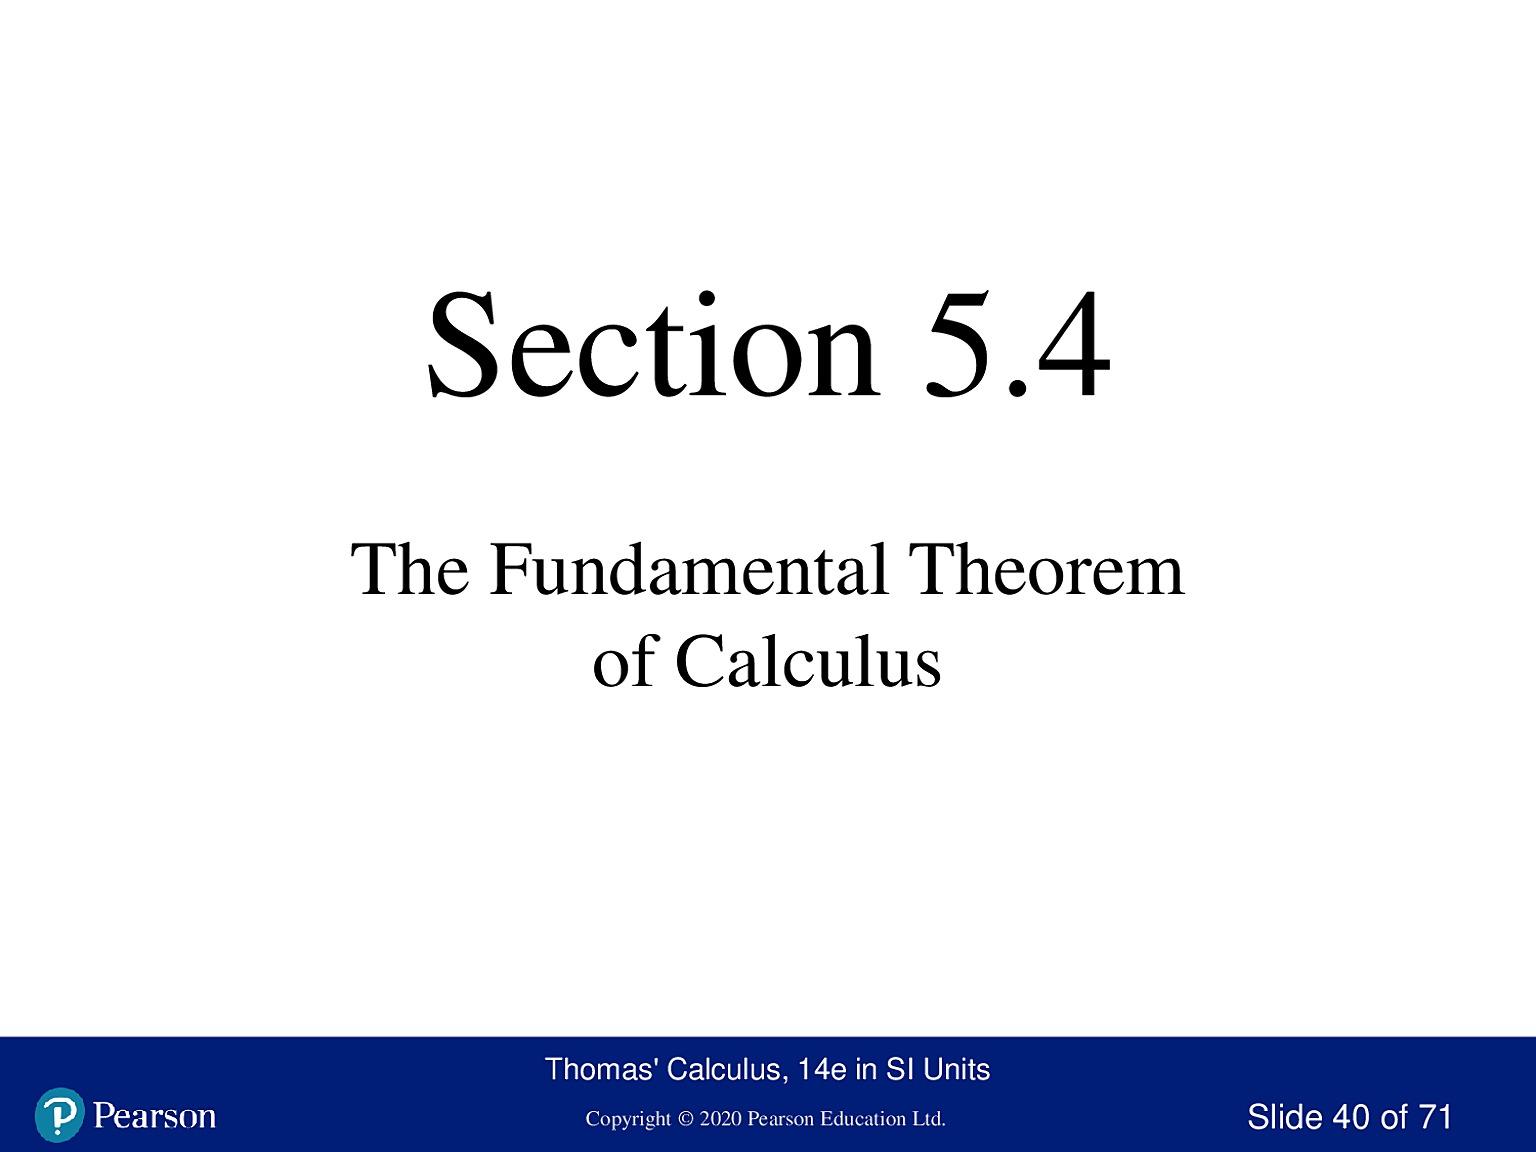 Section 5.4
The Fundamental Theorem
of Calculus
Thomas' Calculus, 14e in SI Units
Pearson
Copyright © 2020 Pearson Education Ltd.
Slide 40 of 71